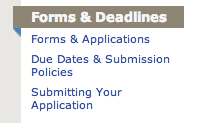 Forms & Deadlines
Forms & Applications
Due Dates & Submission
Policies
Submitting Your
Application